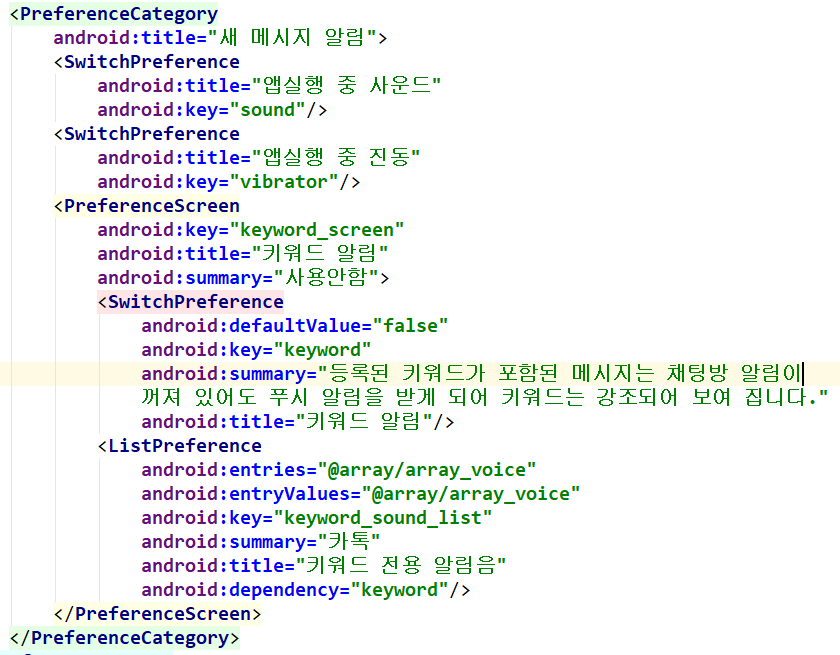 <PreferenceCategory
android:title="새 메시지 알림">
<SwitchPreference
android:title="앱실행 중 사운드"
android:key="sound"/>
<SwitchPreference
android:title="앱실행 중 진동"
android:key="vibrator"/>
<PreferenceScreen
android:key="keyword_screen"
android:title="키워드 알림"
android:summary="사용안함">
<SwitchPreference
android:defaultValue="false"
android:key="keyword"
android:summary="등록된 키워드가 포함된 메시지는 채팅방 알림이
꺼져 있어도 푸시 알림을 받게 되어 키워드는 강조되어 보여 집니다."
android:title="키워드 알림"/>
<ListPreference
android:entries="@array/array_voice"
android:entryValues="@array/array_voice"
android:key="keyword_sound_list"
android:summary="카톡"
android:title="키워드 전용 알림음"
android:dependency="keyword"/>
</PreferenceScreen>
</PreferenceCategory>